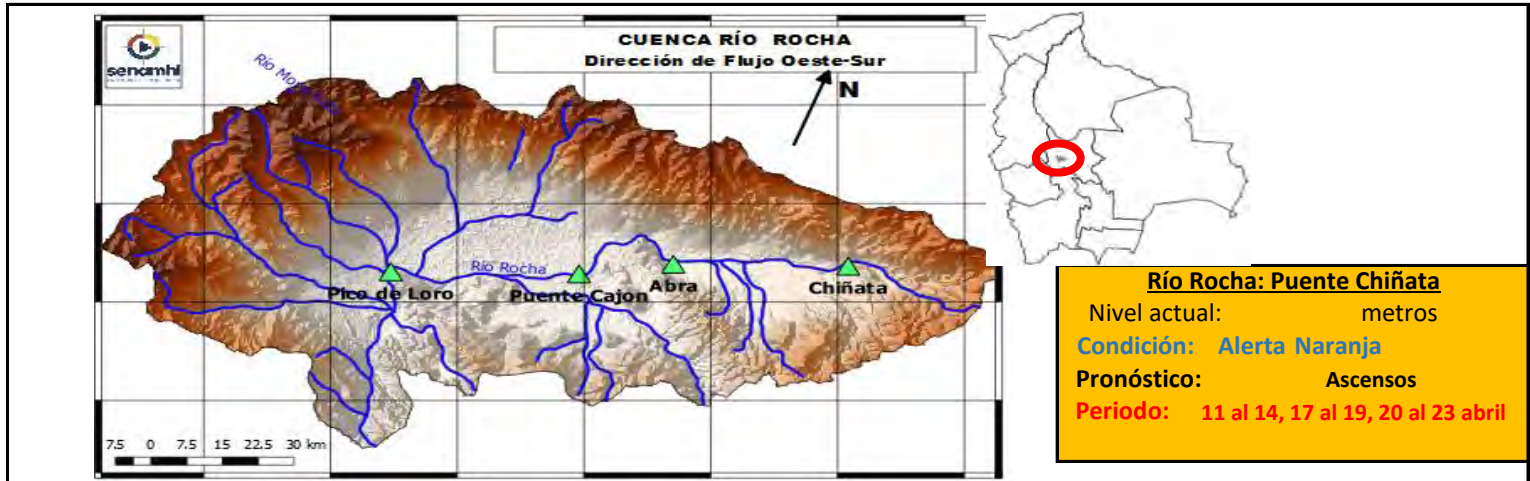 senamhi
CUENCA RÍO ROCHA
Dirección de Flujo Oeste-Sur
N
Río Rocha
Pico de Loro
Puente Cajon
Abra
Chiñata
7.5 0 7.5 15 22.5 30 km
Río Rocha: Puente Chiñata
Nivel actual: metros
Condición: Alerta Naranja
Pronóstico: Ascensos
Periodo: 11 al 14, 17 al 19, 20 al 23 abril